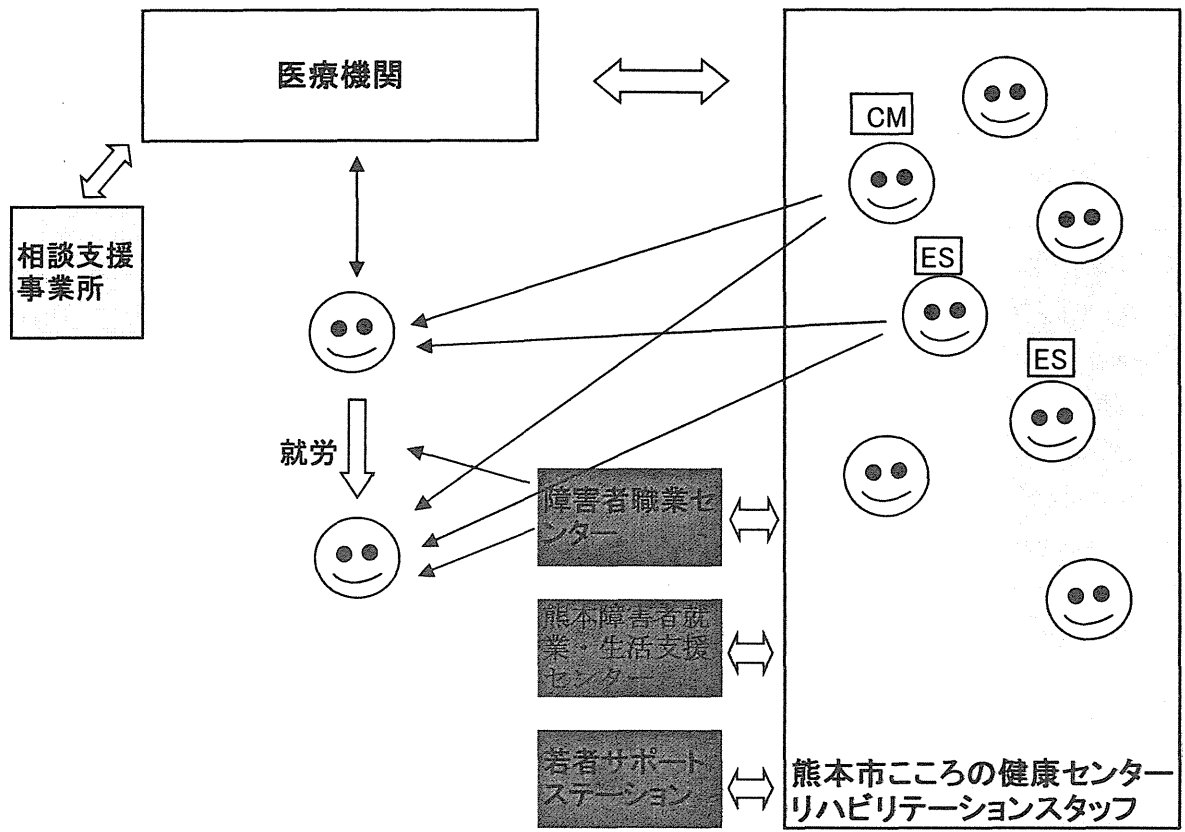 医療機関
CM
相談支援
事業所
ES
ES
就労
障害者職業セ
ンター
熊本障害者就
業・生活支援
センター
若者サポート
ステーション
熊本市こころの健康センター
リハビリテーションスタッフ